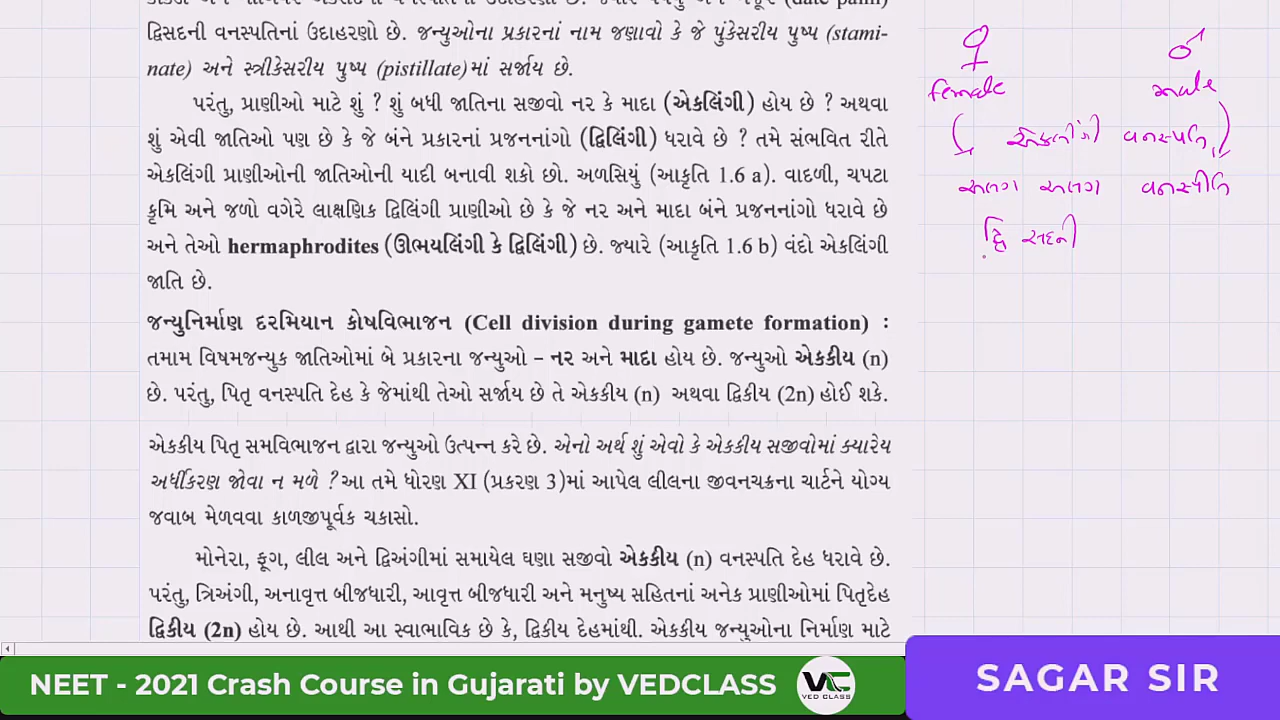 દ્વિસદની વનસ્પતિનાં ઉદાહરણો છે. જન્યુઓના પ્રકારનાં નામ જણાવો કે જે પુંકેસરીય પુષ્પ (stami-
nate) અને સ્ત્રીકેસરીય પુષ્પ (pistillate)માં સર્જાય છે.
પરંતુ, પ્રાણીઓ માટે શું ? શું બધી જાતિના સજીવો નર કે માદા (એકલિંગી) હોય છે ? અથવા
શું એવી જાતિઓ પણ છે કે જે બંને પ્રકારનાં પ્રજનનાંગો (દ્વિલિંગી) ધરાવે છે ? તમે સંભવિત રીતે
એકલિંગી પ્રાણીઓની જાતિઓની યાદી બનાવી શકો છો. અળસિયું (આકૃતિ 1.6 a). વાદળી, ચપટા
કૃમિ અને જળો વગેરે લાક્ષણિક દ્વિલિંગી પ્રાણીઓ છે કે જે નર અને માદા બંને પ્રજનનાંગો ધરાવે છે
અને તેઓ hermaphrodites (ઊભયલિંગી કે દ્વિલિંગી) છે. જ્યારે (આકૃતિ 1.6 b) વંદો એકલિંગી
જાતિ છે.
જન્યુનિર્માણ દરમિયાન કોષવિભાજન (Cell division during gamete formation) :
તમામ વિષમજન્યુક જાતિઓમાં બે પ્રકારના જન્યુઓ – નર અને માદા હોય છે. જન્યુઓ એકકીય (n)
છે. પરંતુ, પિતૃ વનસ્પતિ દેહ કે જેમાંથી તેઓ સર્જાય છે તે એકકીય (n) અથવા દ્વિકીય (2n) હોઈ શકે.
એકકીય પિતૃ સમવિભાજન દ્વારા જન્યુઓ ઉત્પન્ન કરે છે. એનો અર્થ શું એવો કે એકકીય સજીવોમાં ક્યારેય
અર્ધીકરણ જોવા ન મળે ? આ તમે ધોરણ XI (પ્રકરણ 3)માં આપેલ લીલના જીવનચક્રના ચાર્ટને યોગ્ય
જવાબ મેળવવા કાળજીપૂર્વક ચકાસો.
મોનેરા, ફૂગ, લીલ અને દ્વિઅંગીમાં સમાયેલ ઘણા સજીવો એકકીય (n) વનસ્પતિ દેહ ધરાવે છે.
પરંતુ, ત્રિઅંગી, અનાવૃત્ત બીજધારી, આવૃત્ત બીજધારી અને મનુષ્ય સહિતનાં અનેક પ્રાણીઓમાં પિતૃદેહ
દ્વિકીય (2n) હોય છે. આથી આ સ્વાભાવિક છે કે, દ્વિકીય દેહમાંથી. એકકીય જન્યુઓના નિર્માણ માટે
♀ ♂
female male
( એકલીંગી વનસ્પતિ )
અલગ અલગ વનસ્પતિ
દ્વિ સદની
NEET - 2021 Crash Course in Gujarati by VEDCLASS
VC
VED CLASS
SAGAR SIR